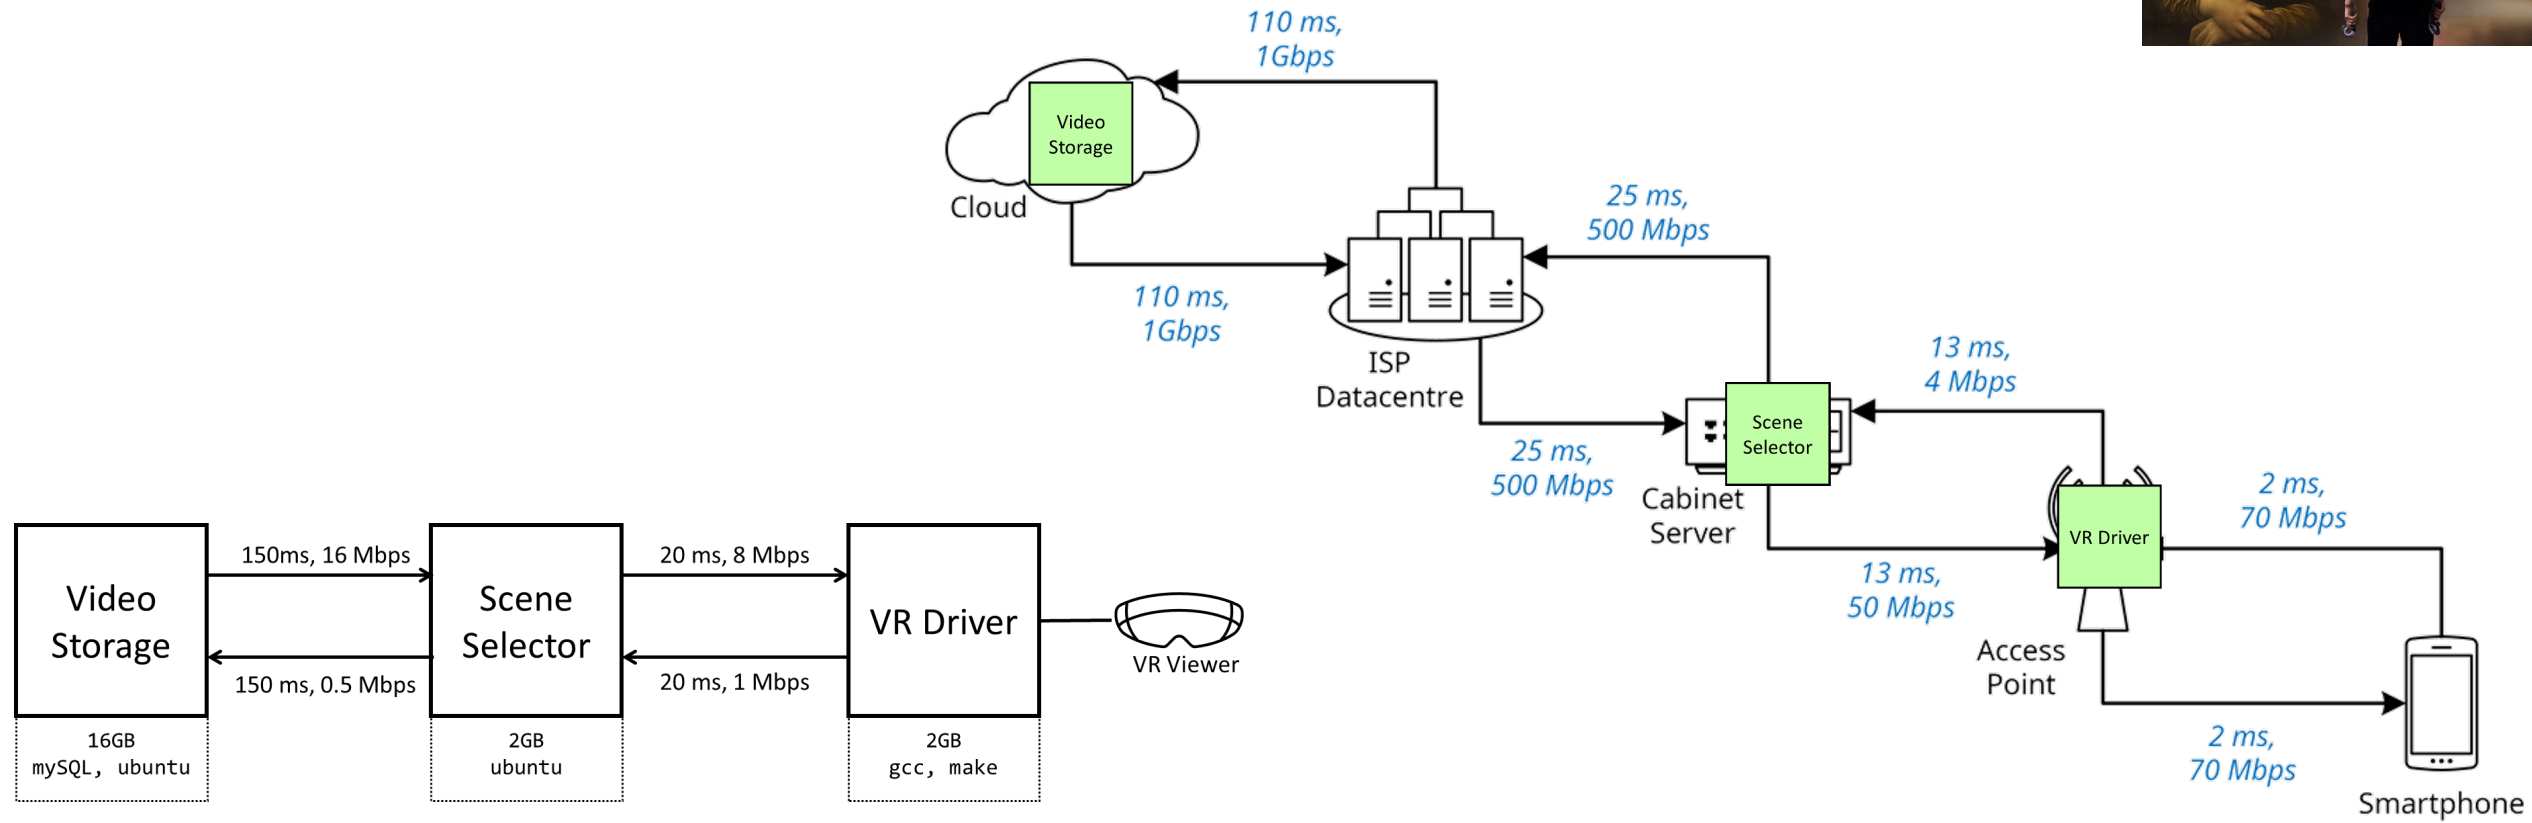 110 ms,
1Gbps
Video
Storage
Cloud
110 ms,
1Gbps
25 ms,
500 Mbps
ISP
Datacentre
25 ms,
500 Mbps
Scene
Selector
Cabinet
Server
13 ms,
4 Mbps
13 ms,
50 Mbps
VR Driver
Access
Point
2 ms,
70 Mbps
2 ms,
70 Mbps
Smartphone
Video
Storage
16GB
mySQL, ubuntu
150ms, 16 Mbps
150 ms, 0.5 Mbps
Scene
Selector
2GB
ubuntu
20 ms, 8 Mbps
20 ms, 1 Mbps
VR Driver
2GB
gcc, make
VR Viewer